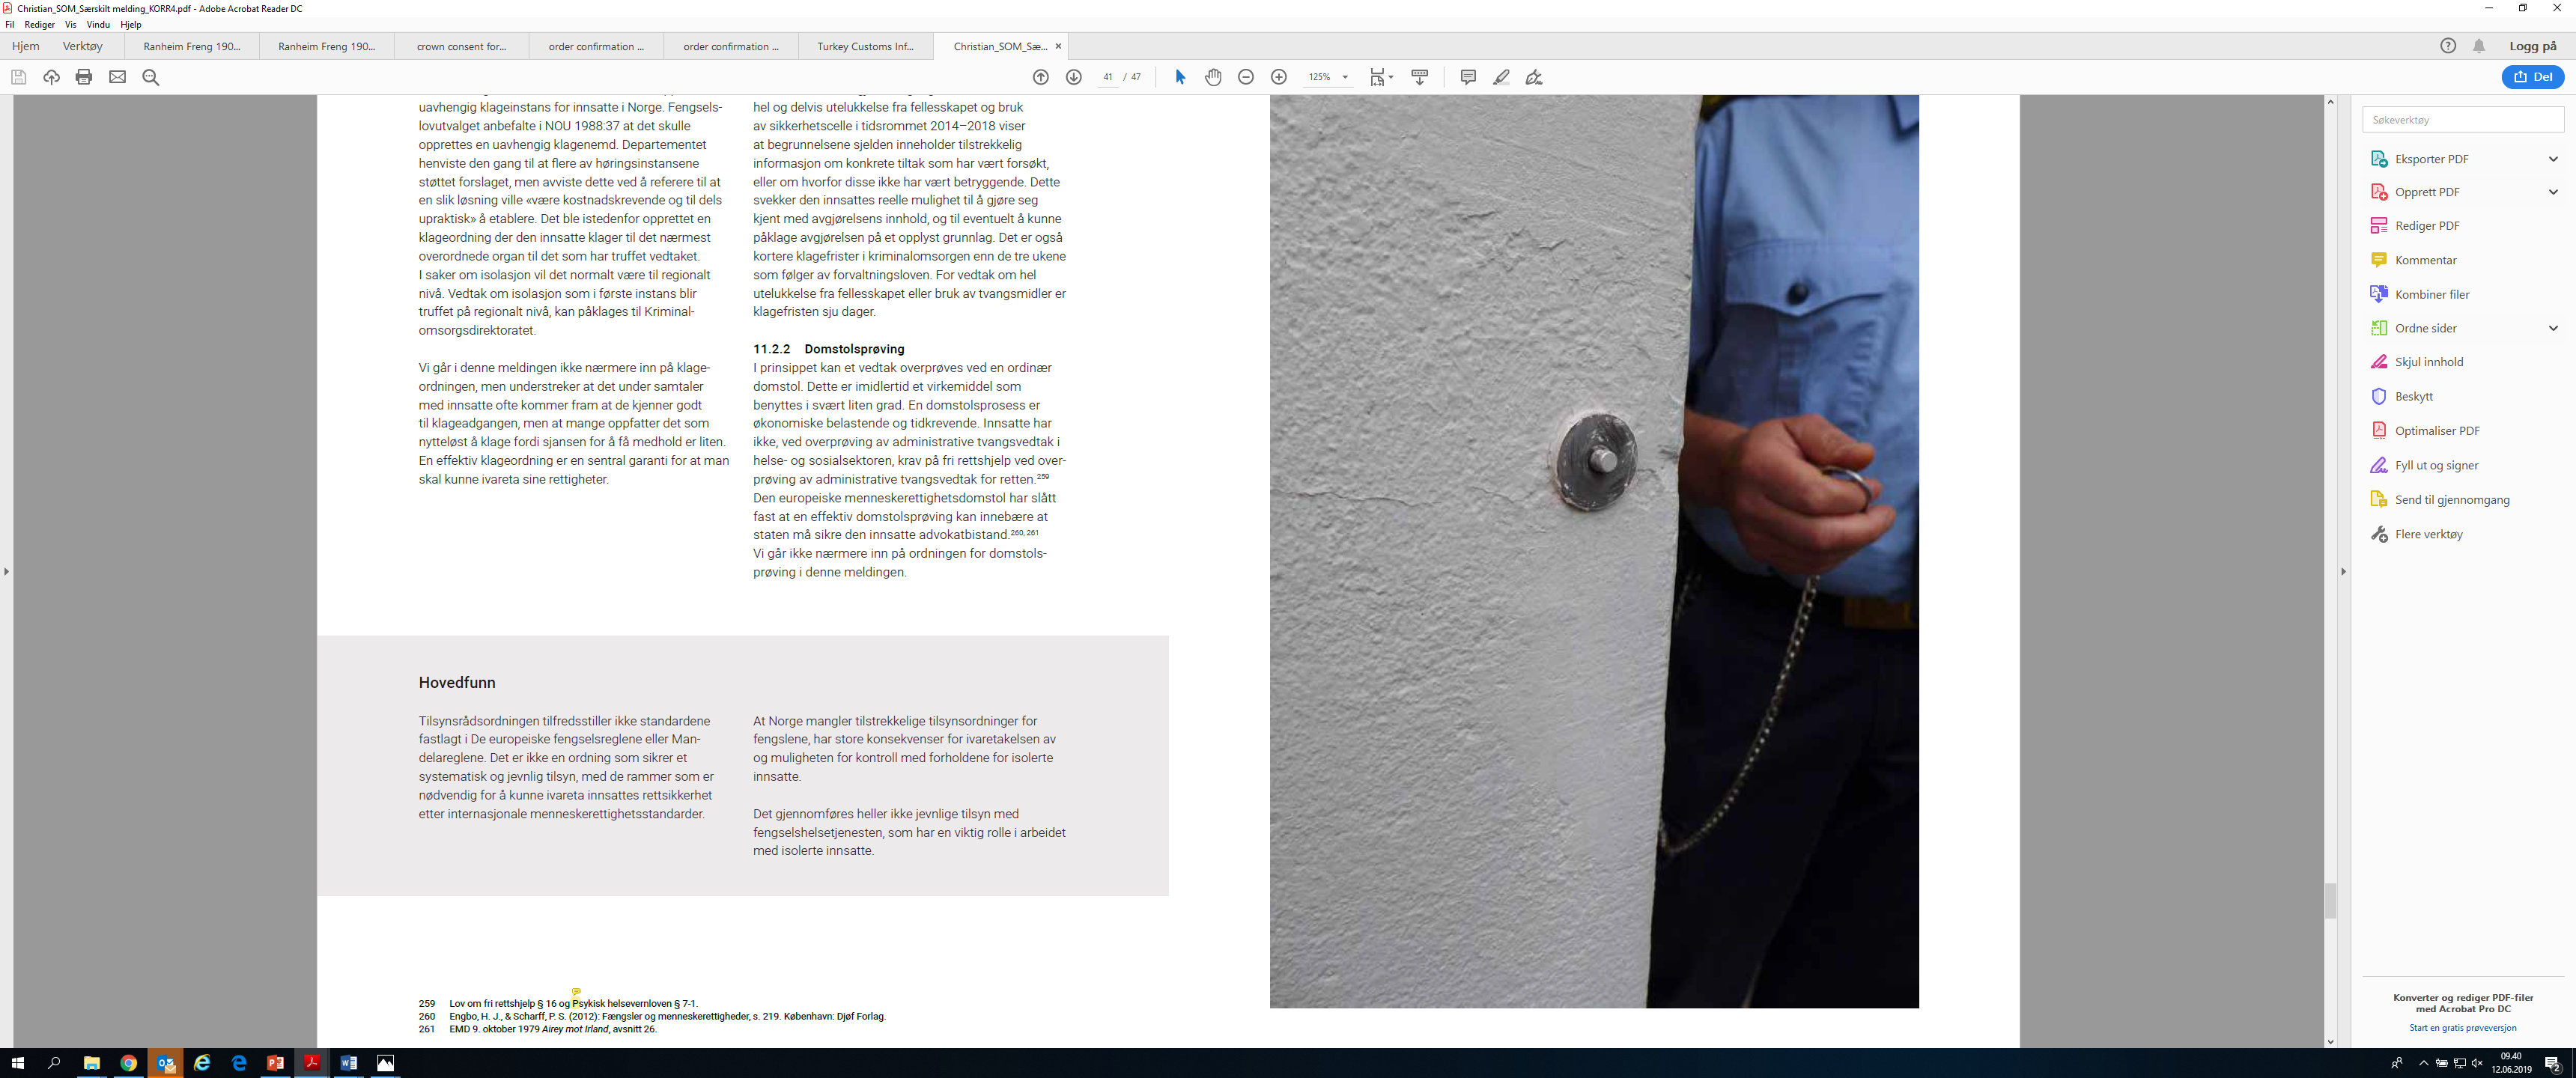 Christian_SOM_Særskilt melding_KORR4.pdf - Adobe Acrobat Reader DC
Fil Rediger Vis Vindu Hjelp
Hjem Verktøy Ranheim Freng 190... Ranheim Freng 190... crown consent for... order confirmation ... order confirmation ... Turkey Customs Inf... Christian_SOM_Sæ... × Logg på
41 / 47 125% Del
uavhengig klageinstans for innsatte i Norge. Fengsels-
lovutvalget anbefalte i NOU 1988:37 at det skulle
opprettes en uavhengig klagenemd. Departementet
henviste den gang til at flere av høringsinstansene
støttet forslaget, men avviste dette ved å referere til at
en slik løsning ville «være kostnadskrevende og til dels
upraktisk» å etablere. Det ble istedenfor opprettet en
klageordning der den innsatte klager til det nærmest
overordnede organ til det som har truffet vedtaket.
I saker om isolasjon vil det normalt være til regionalt
nivå. Vedtak om isolasjon som i første instans blir
truffet på regionalt nivå, kan påklages til Kriminal-
omsorgsdirektoratet.
Vi går i denne meldingen ikke nærmere inn på klage-
ordningen, men understreker at det under samtaler
med innsatte ofte kommer fram at de kjenner godt
til klageadgangen, men at mange oppfatter det som
nytteløst å klage fordi sjansen for å få medhold er liten.
En effektiv klageordning er en sentral garanti for at man
skal kunne ivareta sine rettigheter.
hel og delvis utelukkelse fra fellesskapet og bruk
av sikkerhetscelle i tidsrommet 2014–2018 viser
at begrunnelsene sjelden inneholder tilstrekkelig
informasjon om konkrete tiltak som har vært forsøkt,
eller om hvorfor disse ikke har vært betryggende. Dette
svekker den innsattes reelle mulighet til å gjøre seg
kjent med avgjørelsens innhold, og til eventuelt å kunne
påklage avgjørelsen på et opplyst grunnlag. Det er også
kortere klagefrister i kriminalomsorgen enn de tre ukene
som følger av forvaltningsloven. For vedtak om hel
utelukkelse fra fellesskapet eller bruk av tvangsmidler er
klagefristen sju dager.
11.2.2 Domstolsprøving
I prinsippet kan et vedtak overprøves ved en ordinær
domstol. Dette er imidlertid et virkemiddel som
benyttes i svært liten grad. En domstolsprosess er
økonomiske belastende og tidkrevende. Innsatte har
ikke, ved overprøving av administrative tvangsvedtak i
helse- og sosialsektoren, krav på fri rettshjelp ved over-
prøving av administrative tvangsvedtak for retten.259
Den europeiske menneskerettighetsdomstol har slått
fast at en effektiv domstolsprøving kan innebære at
staten må sikre den innsatte advokatbistand.260, 261
Vi går ikke nærmere inn på ordningen for domstols-
prøving i denne meldingen.
Hovedfunn
Tilsynsrådsordningen tilfredsstiller ikke standardene
fastlagt i De europeiske fengselsreglene eller Man-
delareglene. Det er ikke en ordning som sikrer et
systematisk og jevnlig tilsyn, med de rammer som er
nødvendig for å kunne ivareta innsattes rettsikkerhet
etter internasjonale menneskerettighetsstandarder.
At Norge mangler tilstrekkelige tilsynsordninger for
fengslene, har store konsekvenser for ivaretakelsen av
og muligheten for kontroll med forholdene for isolerte
innsatte.
Det gjennomføres heller ikke jevnlige tilsyn med
fengselshelsetjenesten, som har en viktig rolle i arbeidet
med isolerte innsatte.
259 Lov om fri rettshjelp § 16 og Psykisk helsevernloven § 7-1.
260 Engbo, H. J., & Scharff, P. S. (2012): Fængsler og menneskerettigheder, s. 219. København: Djøf Forlag.
261 EMD 9. oktober 1979 Airey mot Irland, avsnitt 26.
Søkeverktøy
Eksporter PDF
Opprett PDF
Rediger PDF
Kommentar
Kombiner filer
Ordne sider
Skjul innhold
Beskytt
Optimaliser PDF
Fyll ut og signer
Send til gjennomgang
Flere verktøy
Konverter og rediger PDF-filer
med Acrobat Pro DC
Start en gratis prøveversjon
09.40
12.06.2019
2